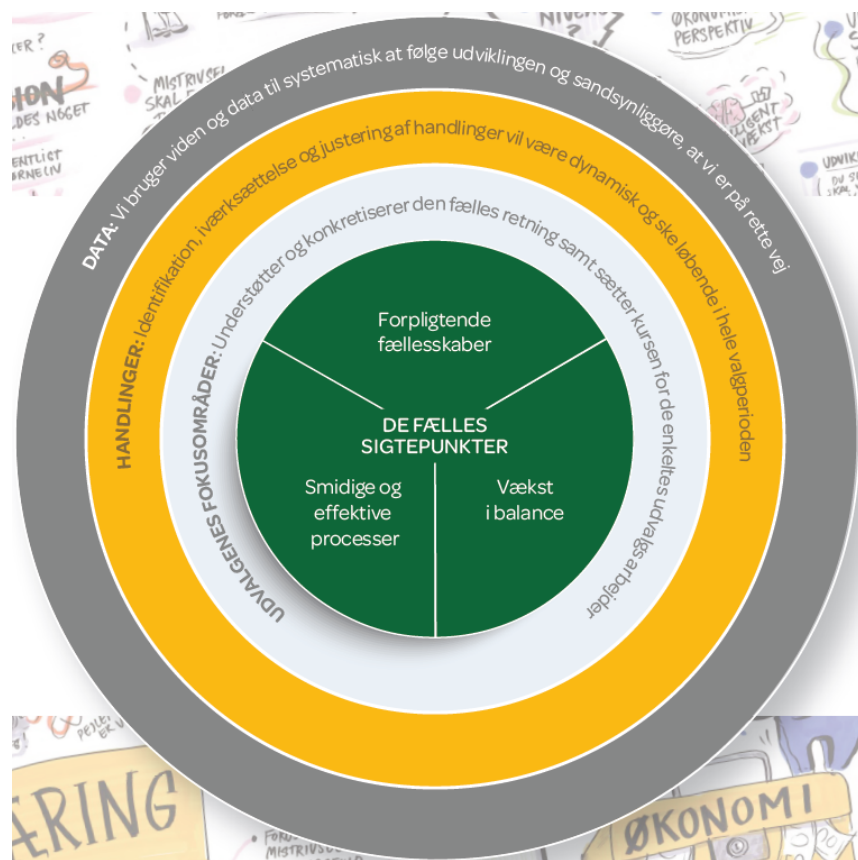 ØKONOMI
PERSPEKTIV
MISTRIVSEL
DATA: Vi bruger viden og data til systematisk at følge udviklingen og sandsynliggøre, at vi er på rette vej
HANDLINGER: Identifikation, iværksættelse og justering af handlinger vil være dynamisk og ske løbende i hele valgperioden
UDVALGENES FOKUSOMRÅDER: Understøtter og konkretiserer den fælles retning samt sætter kursen for de enkeltes udvalgs arbejder
Forpligtende
fællesskaber
DE FÆLLES
SIGTEPUNKTER
Smidige og
effektive
processer
Vækst
i balance
ÆRING
ØKONOMI